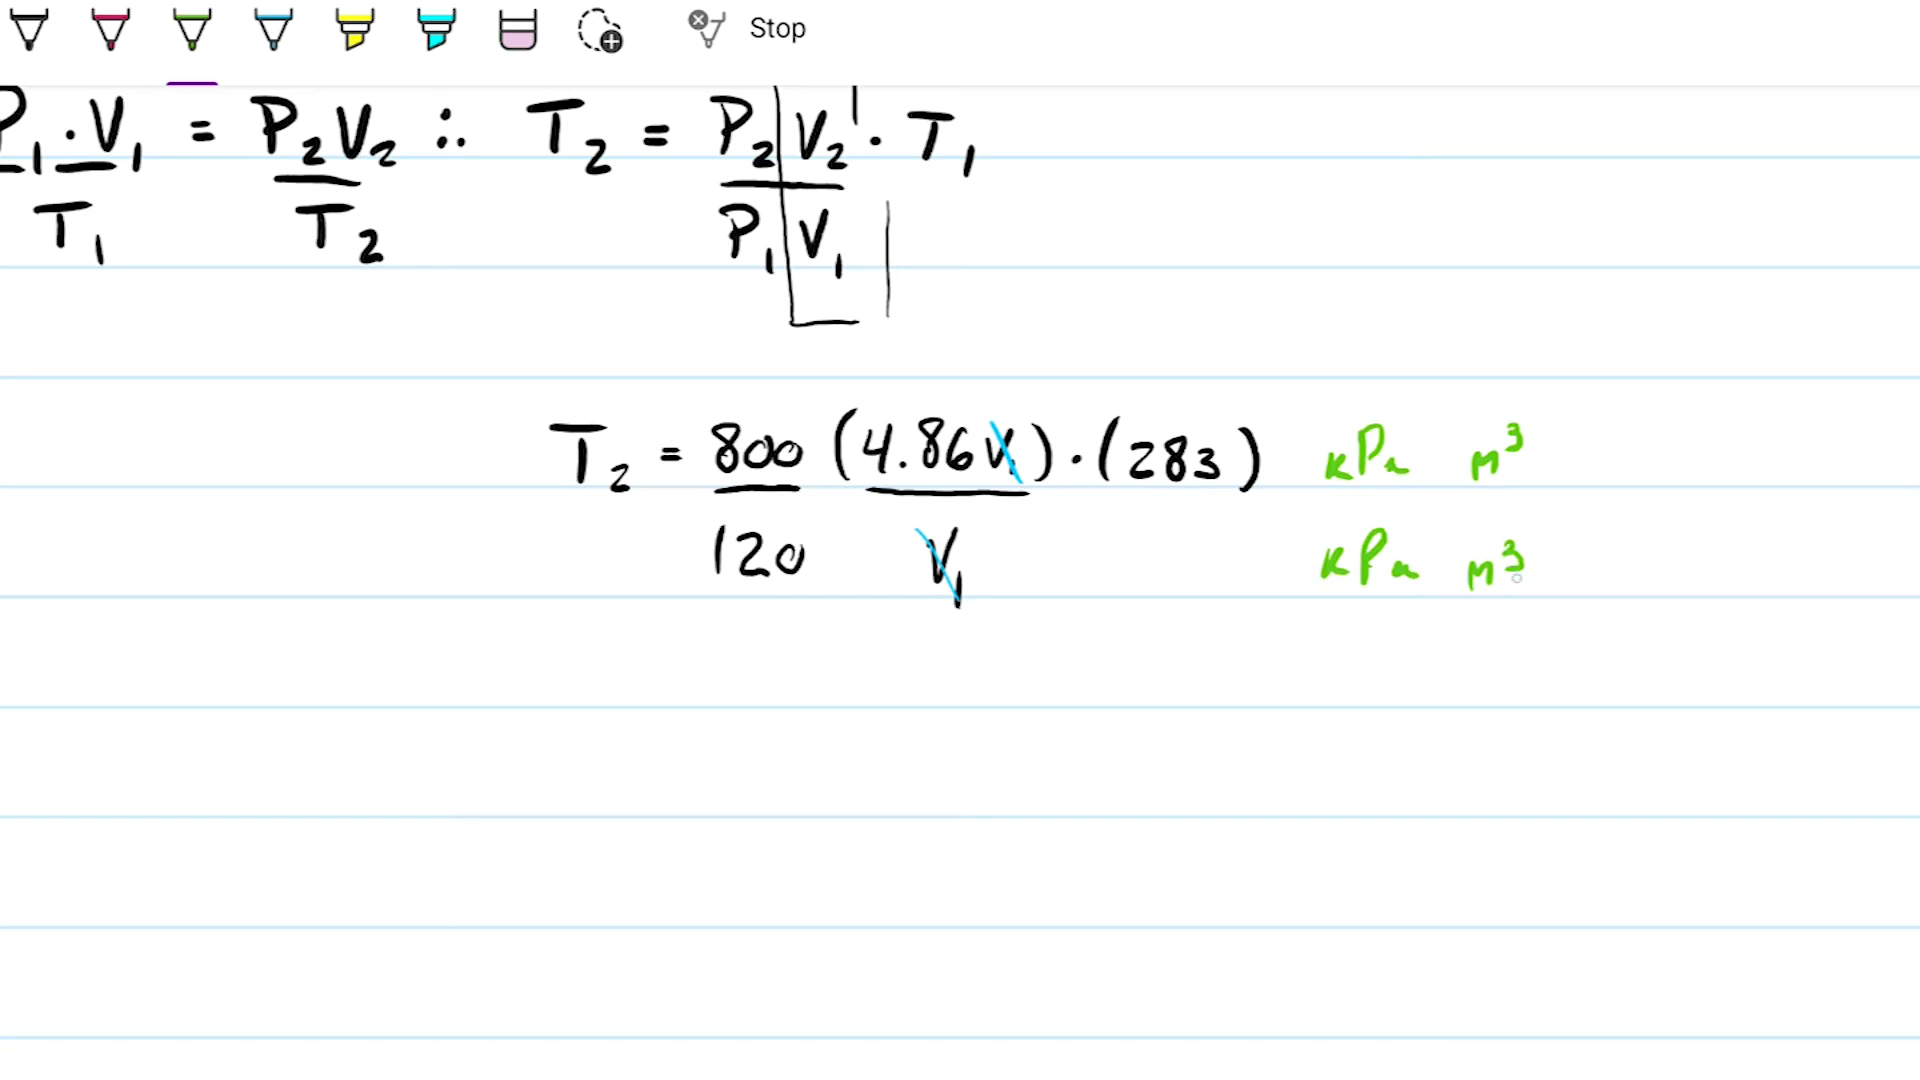 Stop
P₁ · V₁ = P₂V₂ ∴ T₂ = P₂ V₂ · T₁
T₁ T₂ P₁ V₁
T₂ = 800 (4.86V₁) · (283) kPa m³
120 V₁ kPa m³